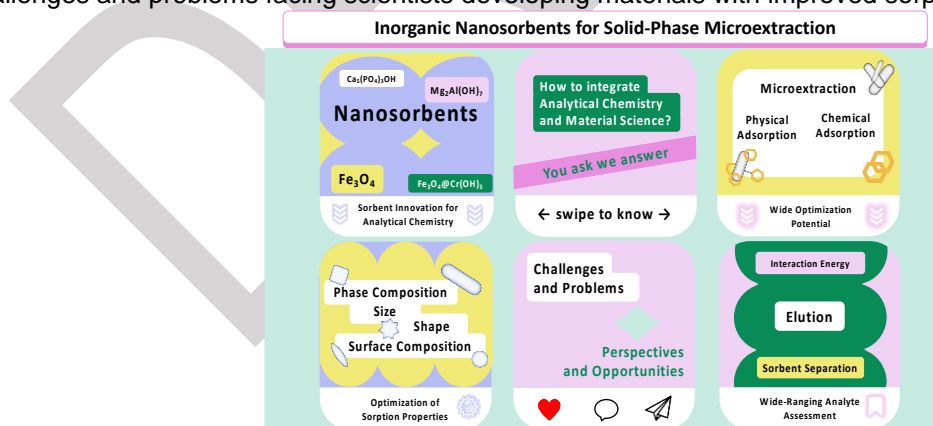 allenges and problems facing scientists developing materials with improved sorp
Inorganic Nanosorbents for Solid-Phase Microextraction
Ca₅(PO₄)₃OH
Mg₂Al(OH)₇
Nanosorbents
Fe₃O₄
Fe₃O₄@Cr(OH)₃
Sorbent Innovation for
Analytical Chemistry
How to integrate
Analytical Chemistry
and Material Science?
You ask we answer
← swipe to know →
Microextraction
Physical
Adsorption
Chemical
Adsorption
Wide Optimization
Potential
Phase Composition
Size
Shape
Surface Composition
Optimization of
Sorption Properties
Challenges
and Problems
Perspectives
and Opportunities
Interaction Energy
Elution
Sorbent Separation
Wide-Ranging Analyte
Assessment